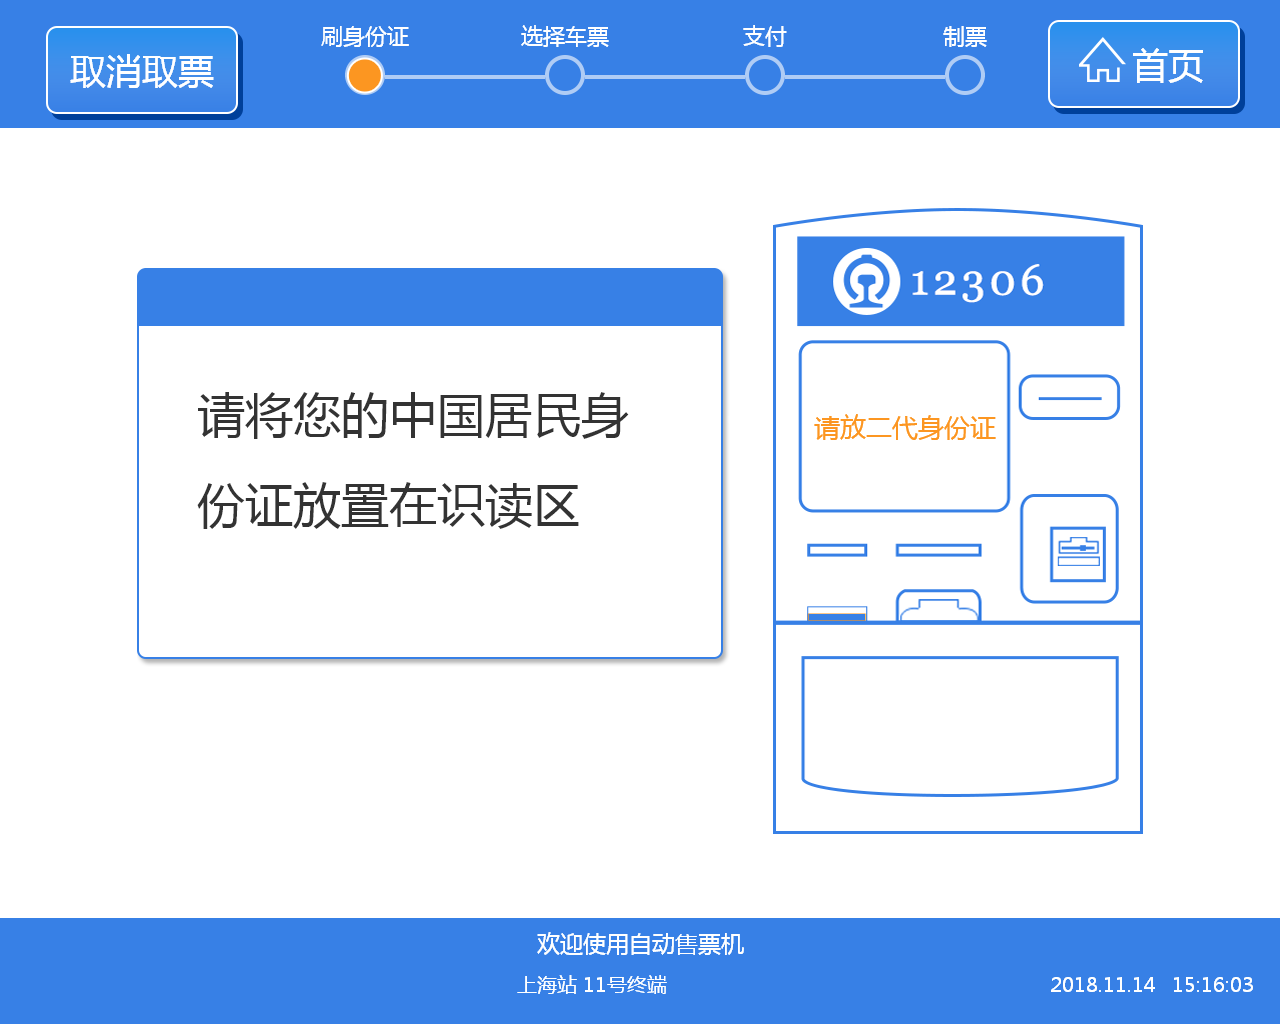 取消取票
刷身份证
选择车票
支付
制票
首页
请将您的中国居民身
份证放置在识读区
12306
请放二代身份证
欢迎使用自动售票机
上海站 11号终端
2018.11.14 15:16:03